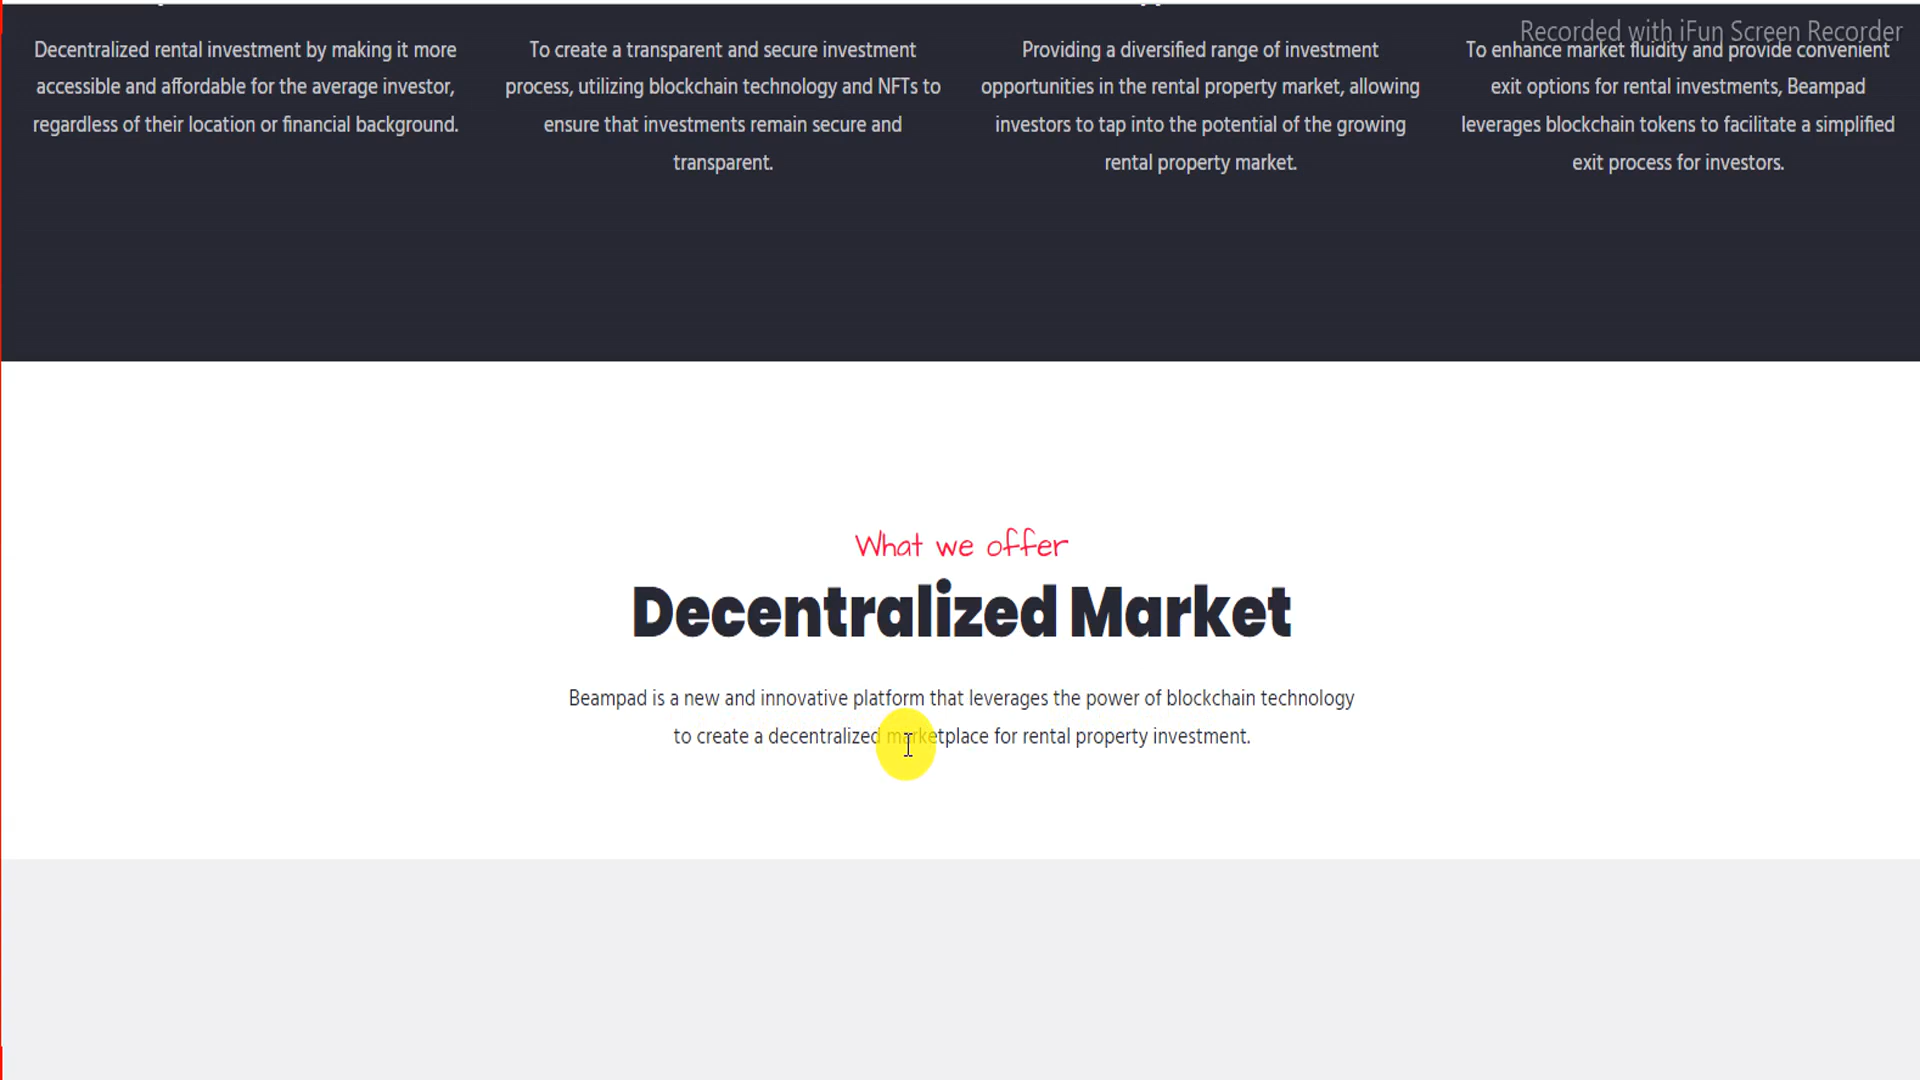 Recorded with iFun Screen Recorder
Decentralized rental investment by making it more
accessible and affordable for the average investor,
regardless of their location or financial background.
To create a transparent and secure investment
process, utilizing blockchain technology and NFTs to
ensure that investments remain secure and
transparent.
Providing a diversified range of investment
opportunities in the rental property market, allowing
investors to tap into the potential of the growing
rental property market.
To enhance market fluidity and provide convenient
exit options for rental investments, Beampad
leverages blockchain tokens to facilitate a simplified
exit process for investors.
What we offer
Decentralized Market
Beampad is a new and innovative platform that leverages the power of blockchain technology
to create a decentralized marketplace for rental property investment.